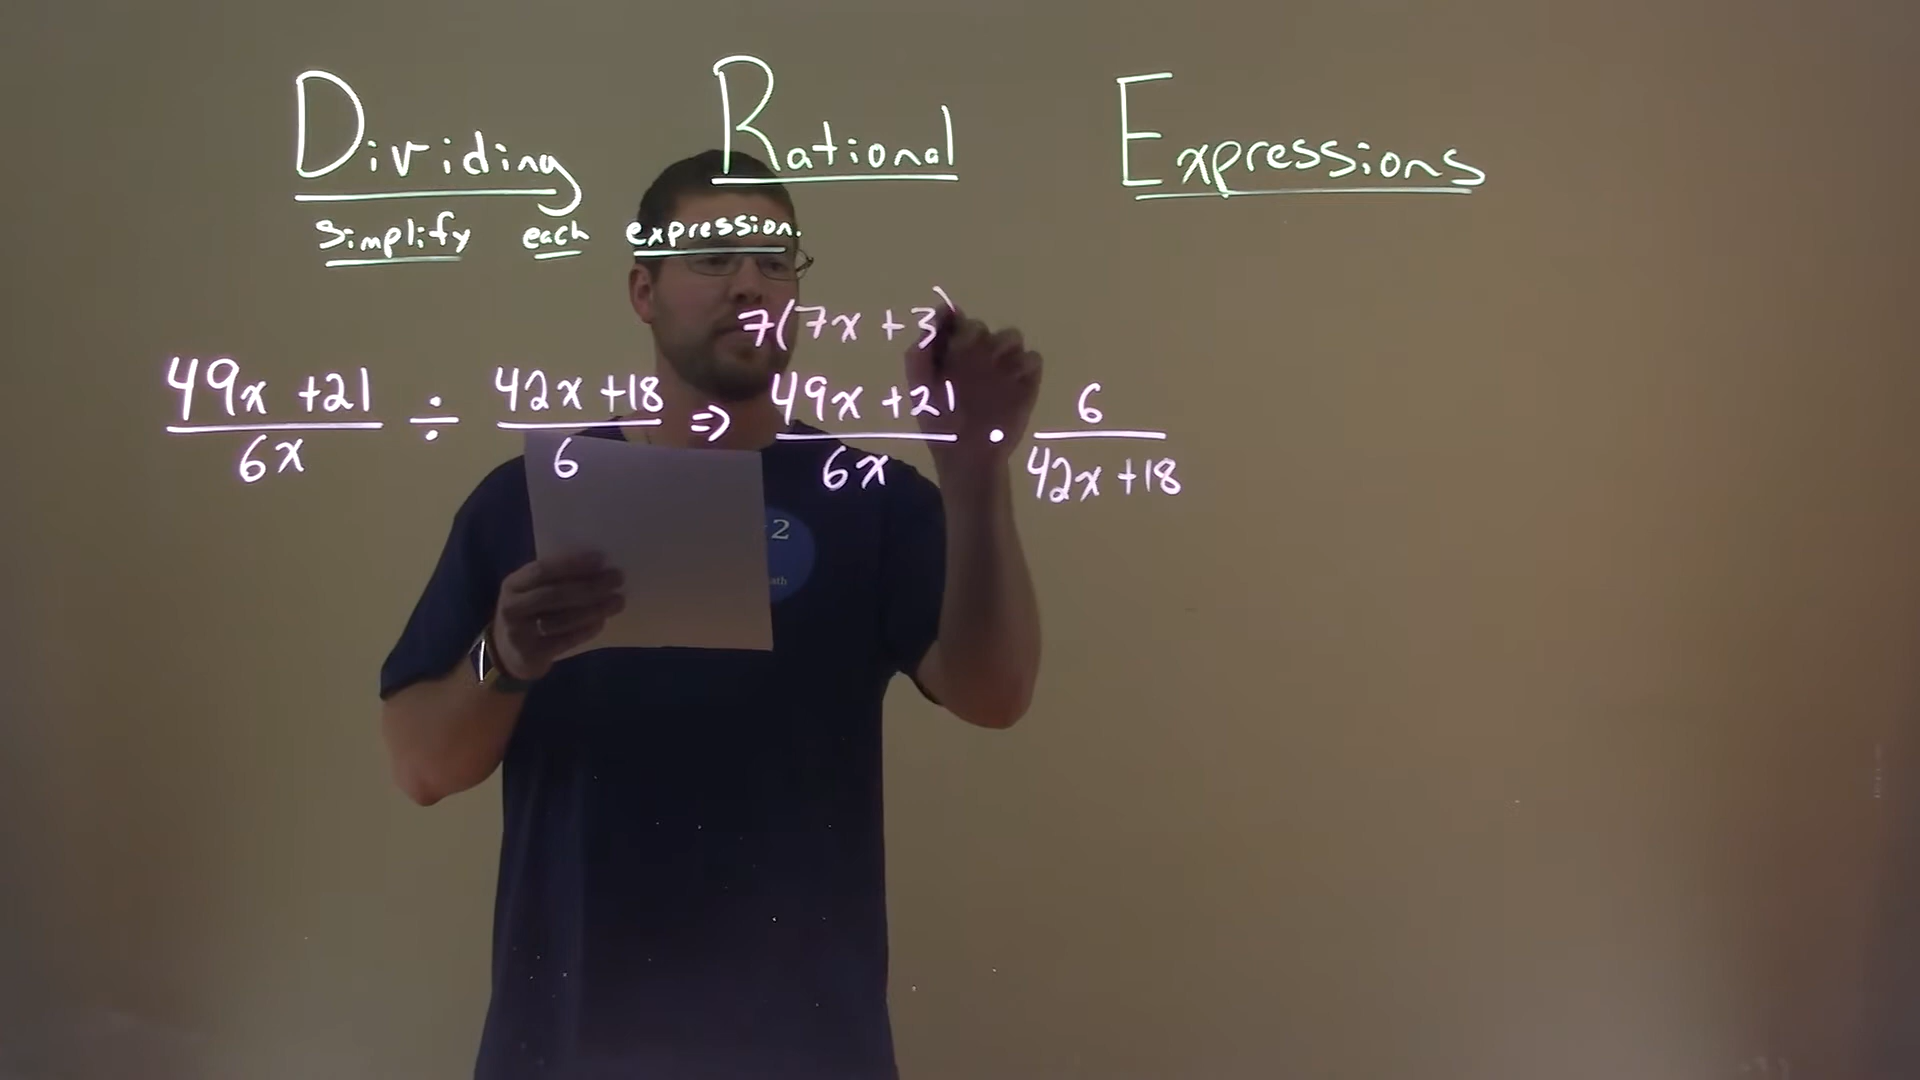 Dividing Rational Expressions
Simplify each expression.
7(7x +3)
49x +21 / 6x ÷ 42x +18 / 6 ⇒ 49x +21 / 6x • 6 / 42x +18
2